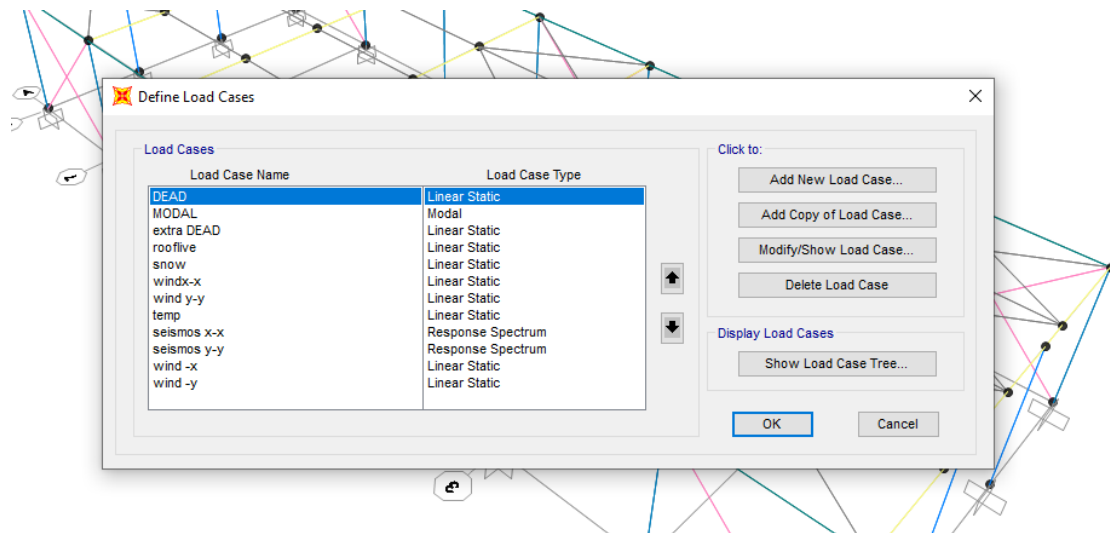 Define Load Cases
Load Cases
Load Case Name Load Case Type
DEAD Linear Static
MODAL Modal
extra DEAD Linear Static
rooflive Linear Static
snow Linear Static
windx-x Linear Static
wind y-y Linear Static
temp Linear Static
seismos x-x Response Spectrum
seismos y-y Response Spectrum
wind -x Linear Static
wind -y Linear Static
Click to:
Add New Load Case...
Add Copy of Load Case...
Modify/Show Load Case...
Delete Load Case
Display Load Cases
Show Load Case Tree...
OK Cancel